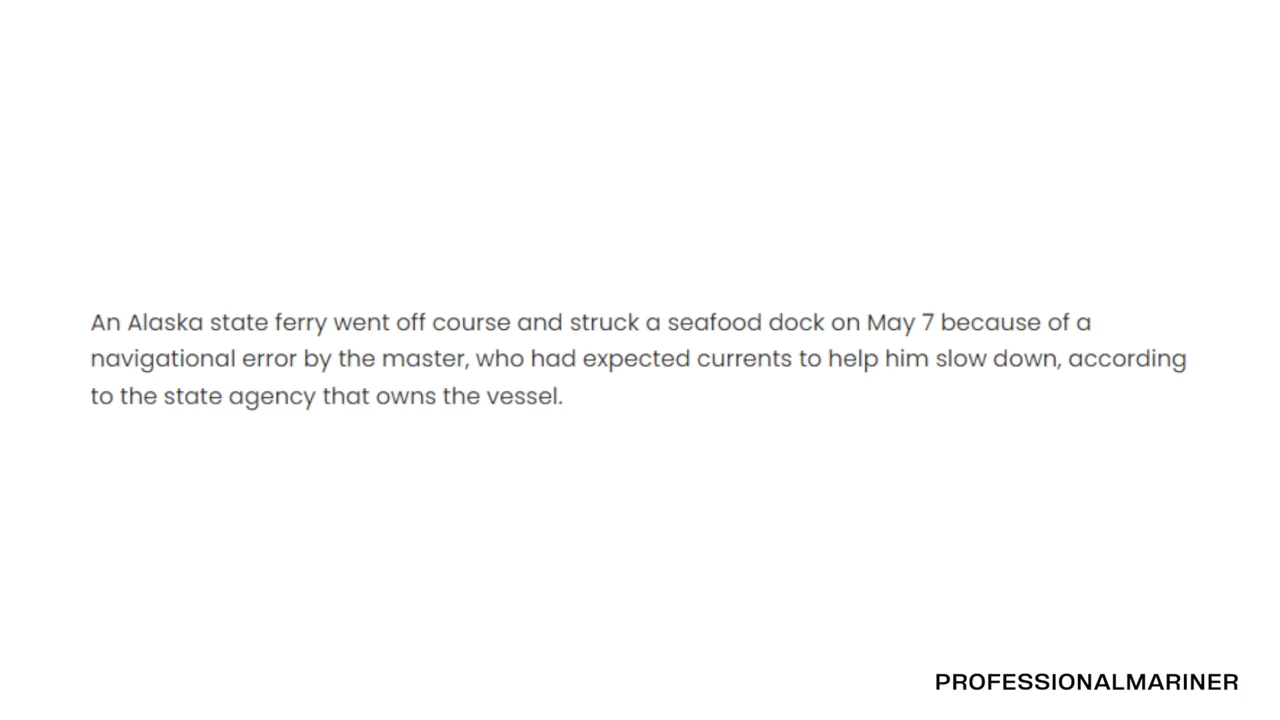 An Alaska state ferry went off course and struck a seafood dock on May 7 because of a
navigational error by the master, who had expected currents to help him slow down, according
to the state agency that owns the vessel.
PROFESSIONALMARINER